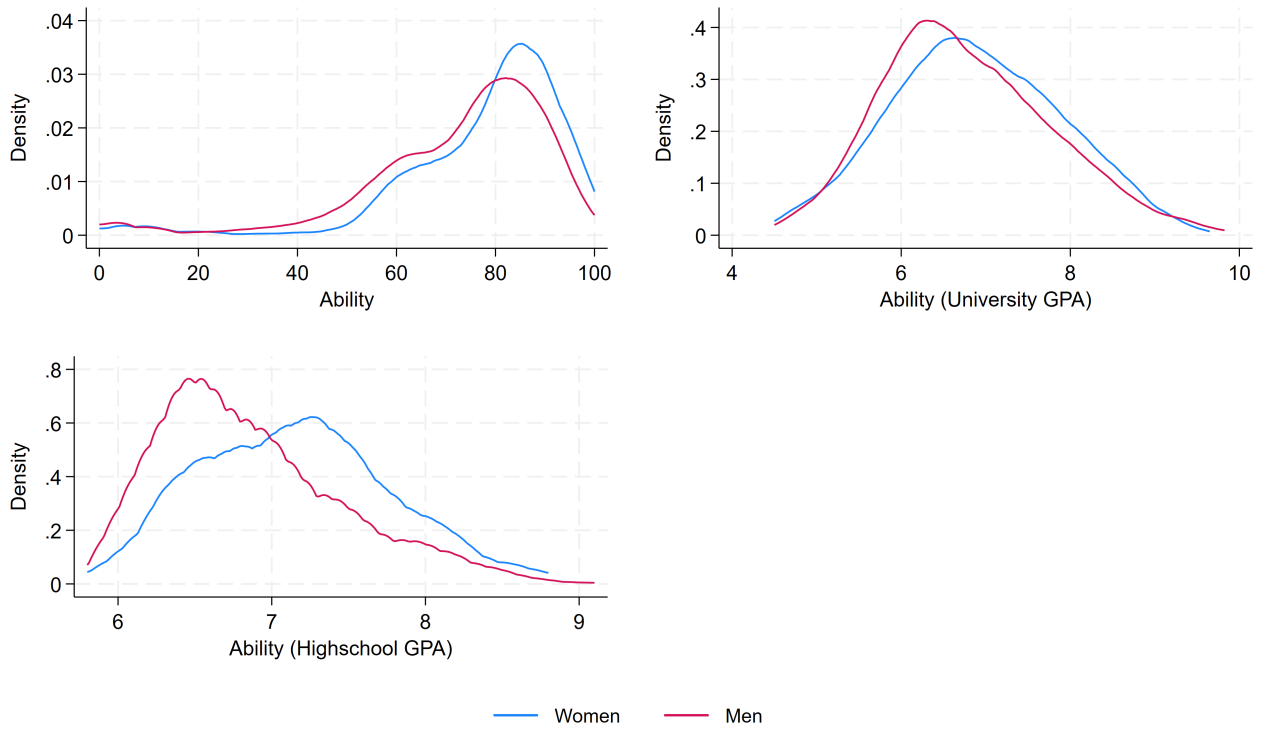 .04
.03
.02
.01
0
Density
0 20 40 60 80 100
Ability
.4
.3
.2
.1
0
Density
4 6 8 10
Ability (University GPA)
.8
.6
.4
.2
0
Density
6 7 8 9
Ability (Highschool GPA)
Women Men